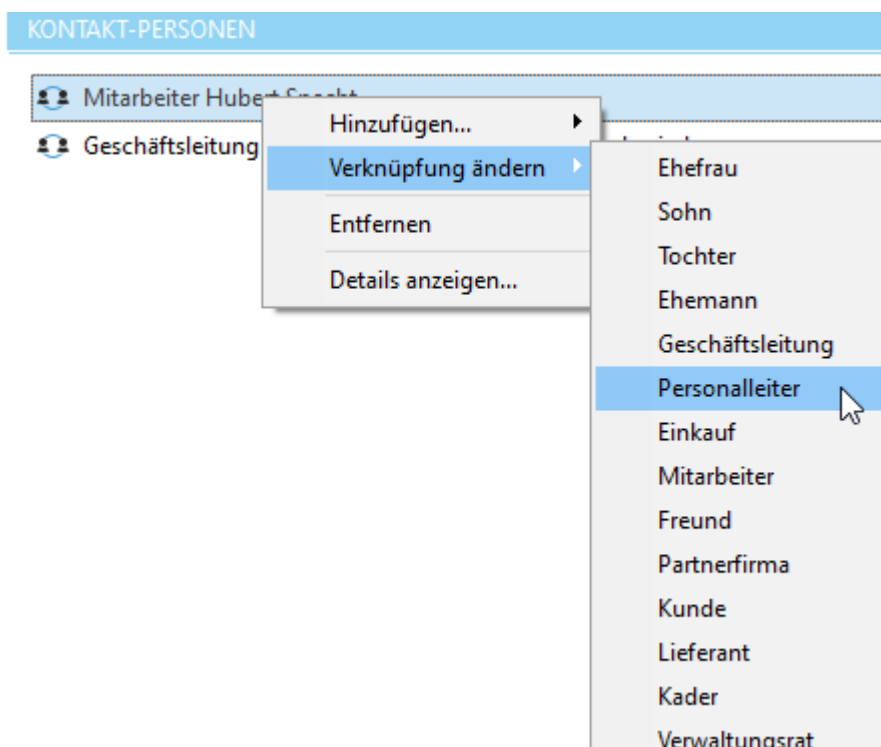 KONTAKT-PERSONEN
Mitarbeiter Hubert
Geschäftsleitung
Hinzufügen...
Verknüpfung ändern
Entfernen
Details anzeigen...
Ehefrau
Sohn
Tochter
Ehemann
Geschäftsleitung
Personalleiter
Einkauf
Mitarbeiter
Freund
Partnerfirma
Kunde
Lieferant
Kader
Verwaltungsrat